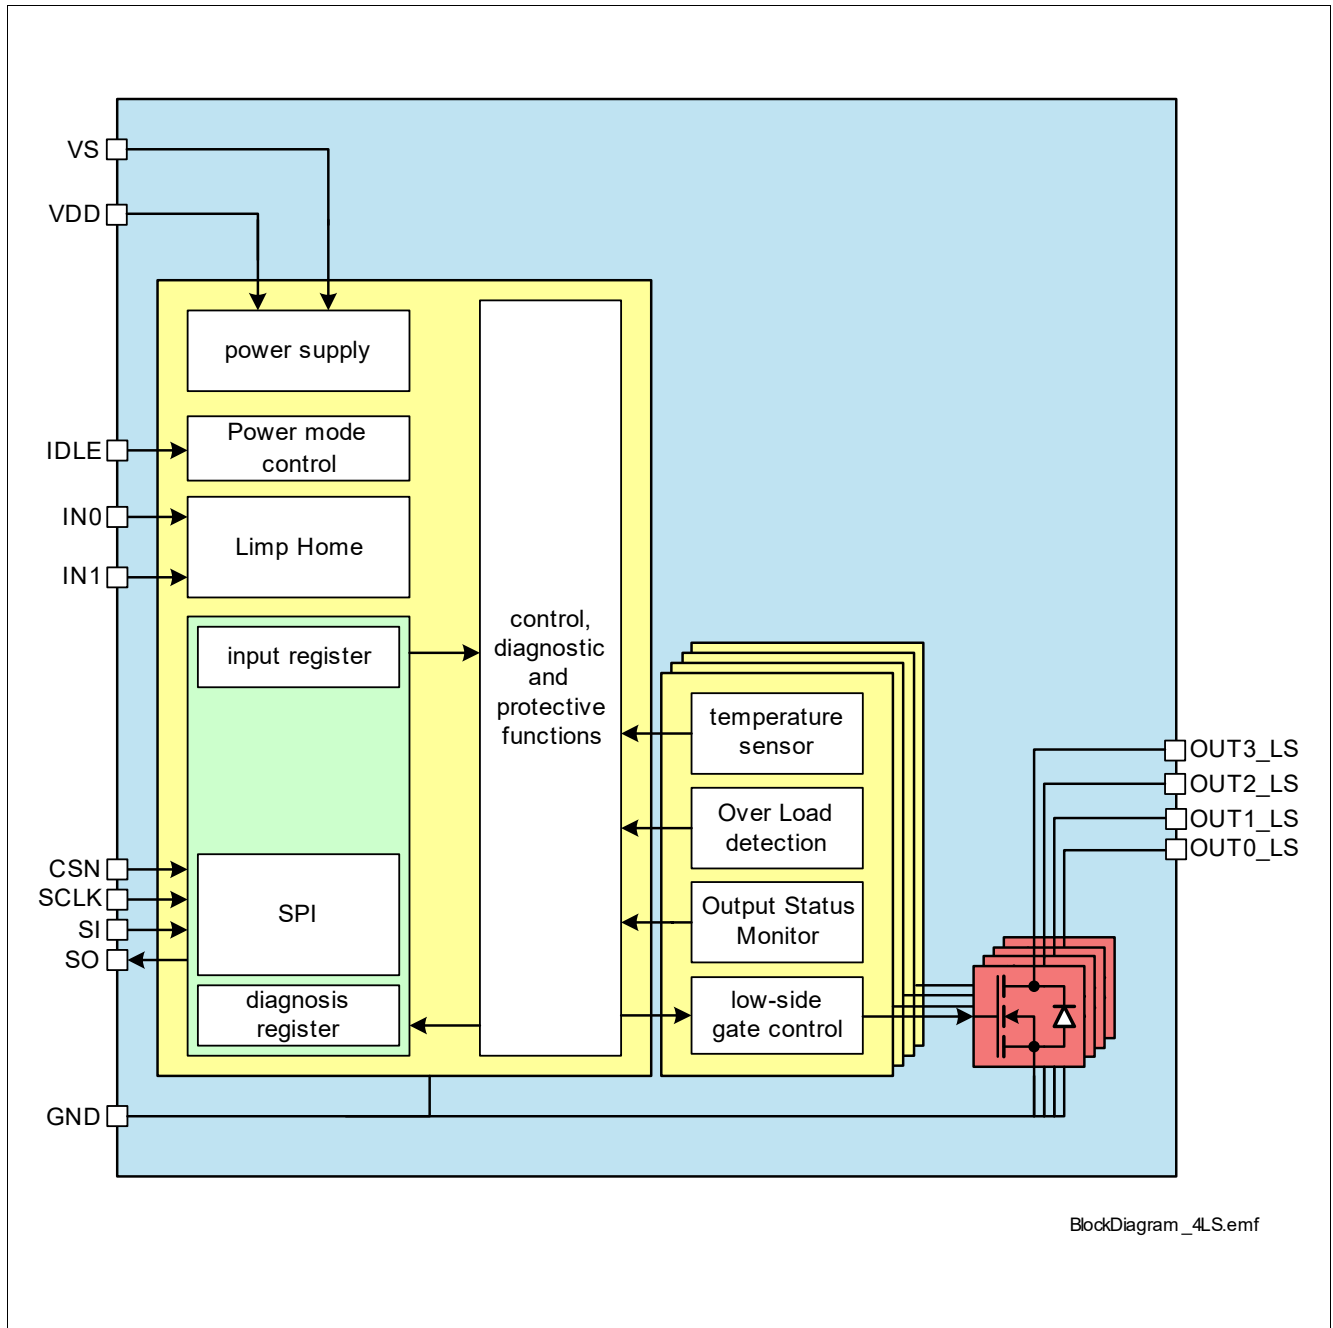 VS
VDD
power supply
IDLE
Power mode
control
IN0
IN1
Limp Home
input register
control,
diagnostic
and
protective
functions
temperature
sensor
Over Load
detection
Output Status
Monitor
low-side
gate control
OUT3_LS
OUT2_LS
OUT1_LS
OUT0_LS
CSN
SCLK
SI
SO
SPI
diagnosis
register
GND
BlockDiagram_4LS.emf